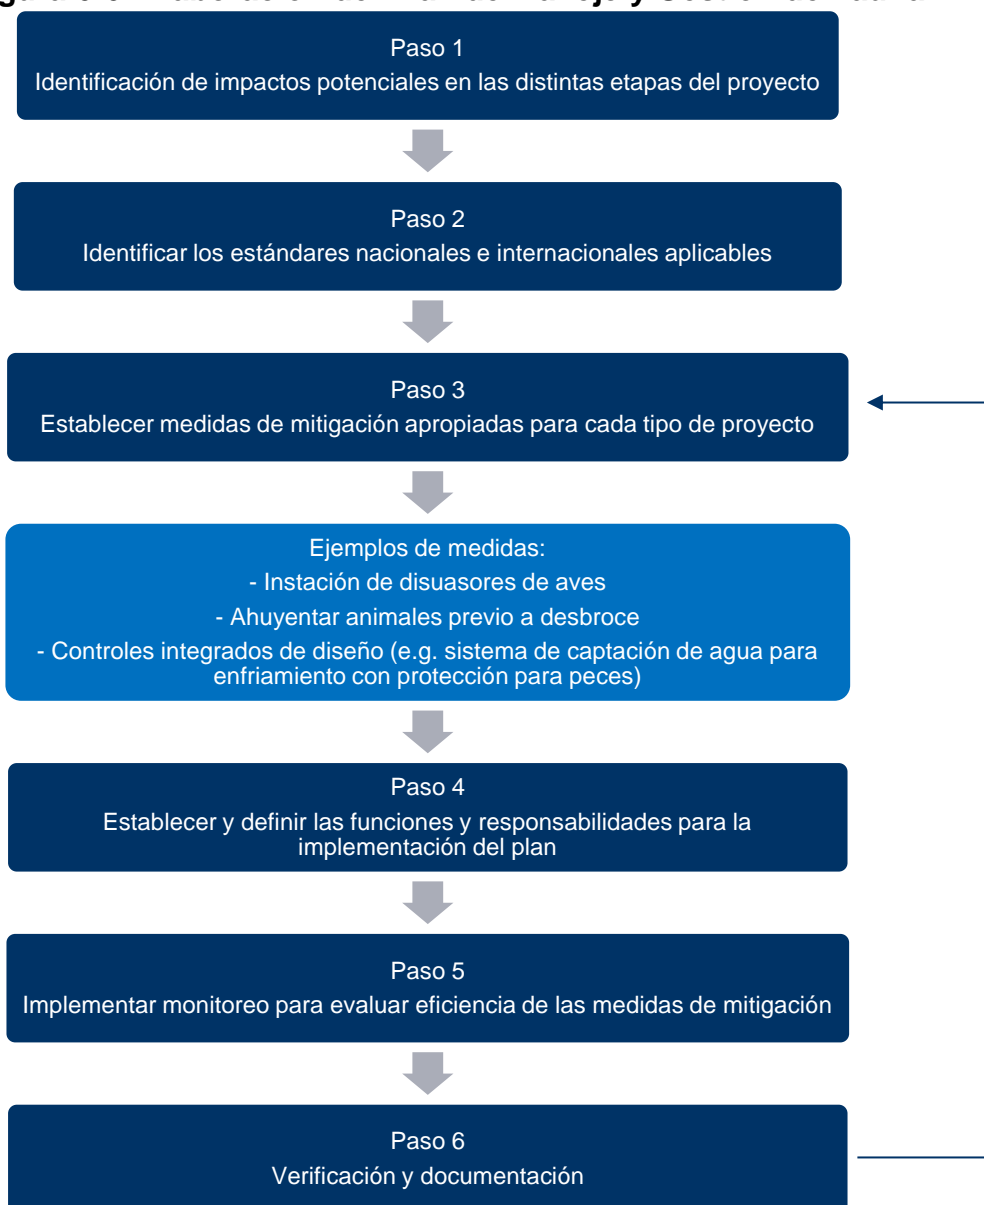 Paso 1
Identificación de impactos potenciales en las distintas etapas del proyecto
Paso 2
Identificar los estándares nacionales e internacionales aplicables
Paso 3
Establecer medidas de mitigación apropiadas para cada tipo de proyecto
Ejemplos de medidas:
- Instación de disuasores de aves
- Ahuyentar animales previo a desbroce
- Controles integrados de diseño (e.g. sistema de captación de agua para
enfriamiento con protección para peces)
Paso 4
Establecer y definir las funciones y responsabilidades para la
implementación del plan
Paso 5
Implementar monitoreo para evaluar eficiencia de las medidas de mitigación
Paso 6
Verificación y documentación